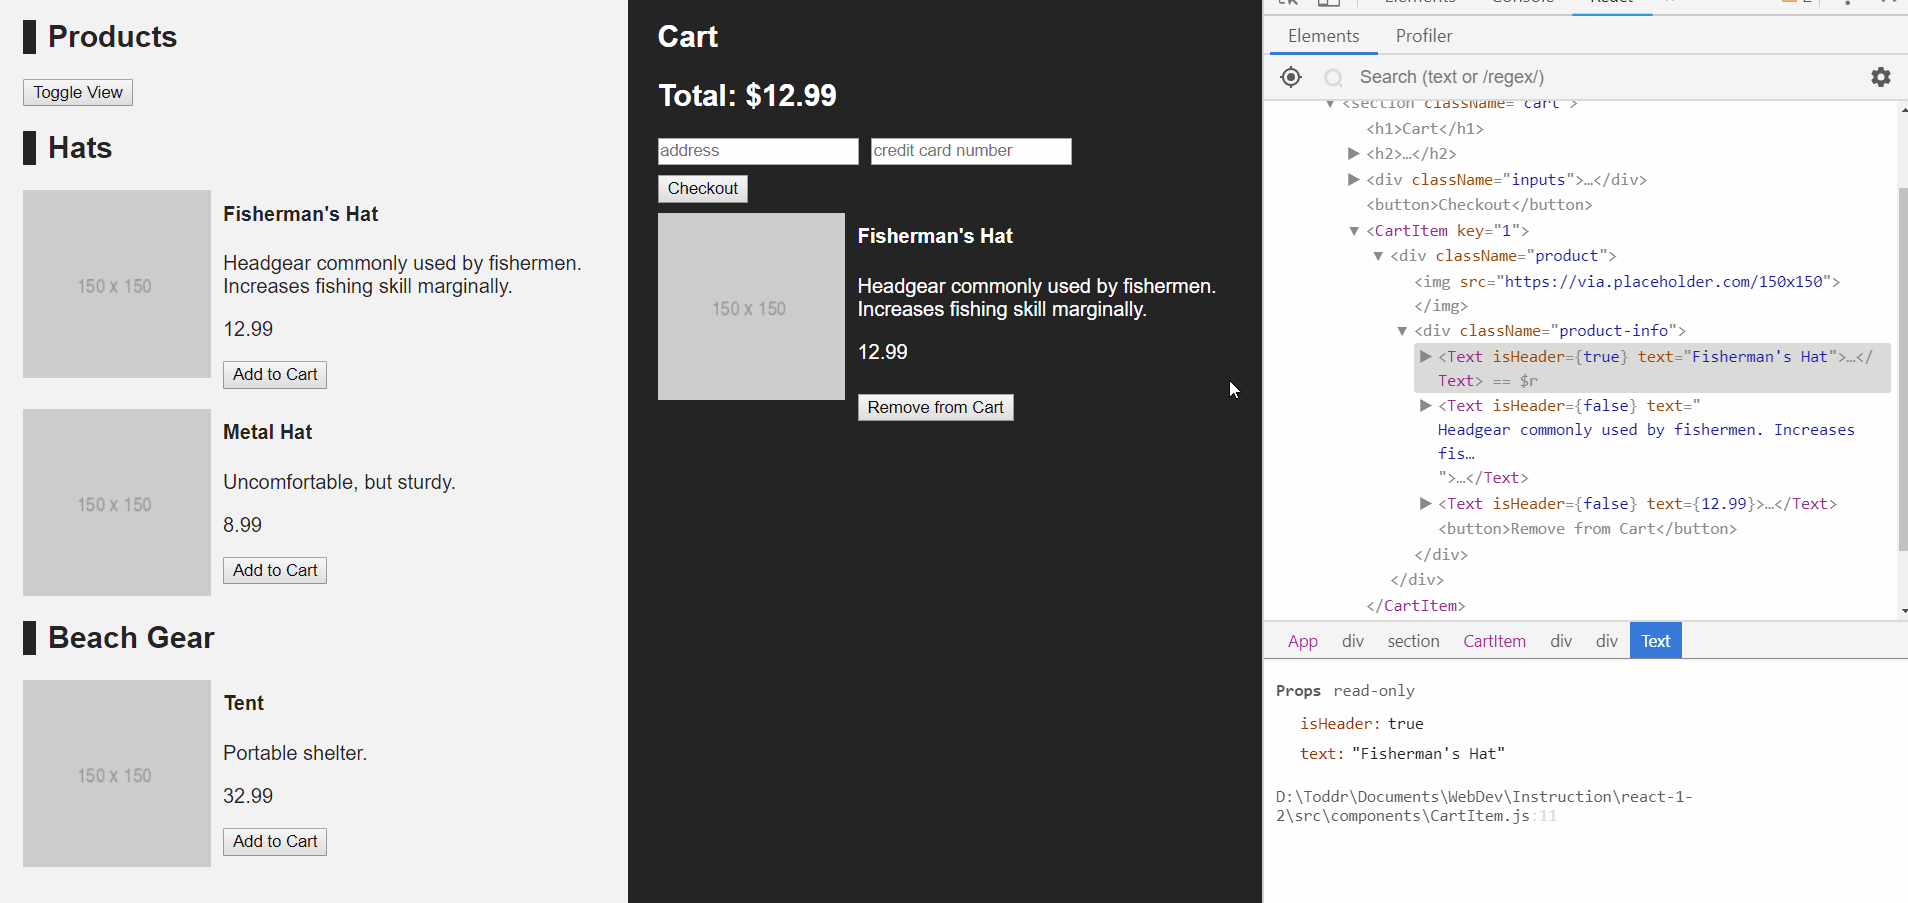 Products
Toggle View
Hats
150 x 150
Fisherman's Hat
Headgear commonly used by fishermen.
Increases fishing skill marginally.
12.99
Add to Cart
150 x 150
Metal Hat
Uncomfortable, but sturdy.
8.99
Add to Cart
Beach Gear
150 x 150
Tent
Portable shelter.
32.99
Add to Cart
Cart
Total: $12.99
address
credit card number
Checkout
150 x 150
Fisherman's Hat
Headgear commonly used by fishermen.
Increases fishing skill marginally.
12.99
Remove from Cart
Elements Console React
2
Elements Profiler
Search (text or /regex/)
<section className="cart">
<h1>Cart</h1>
<h2>…</h2>
<div className="inputs">…</div>
<button>Checkout</button>
<CartItem key="1">
<div className="product">
<img src="https://via.placeholder.com/150x150">
</img>
<div className="product-info">
<Text isHeader={true} text="Fisherman's Hat">…</
Text> == $r
<Text isHeader={false} text="
Headgear commonly used by fishermen. Increases
fis…
">…</Text>
<Text isHeader={false} text={12.99}>…</Text>
<button>Remove from Cart</button>
</div>
</div>
</CartItem>
App div section CartItem div div Text
Props read-only
isHeader: true
text: "Fisherman's Hat"
D:\Toddr\Documents\WebDev\Instruction\react-1-
2\src\components\CartItem.js:11